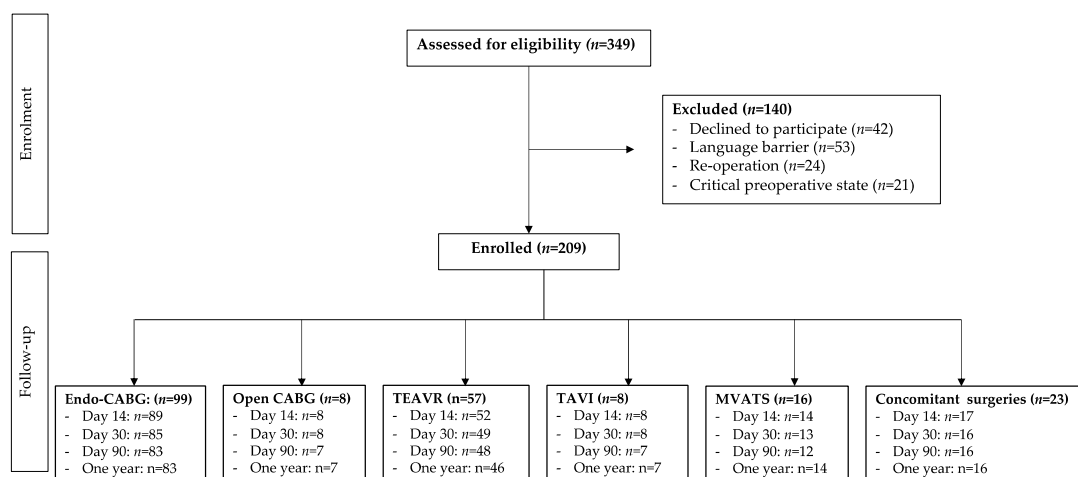 Enrolment
Assessed for eligibility (n=349)
Excluded (n=140)
- Declined to participate (n=42)
- Language barrier (n=53)
- Re-operation (n=24)
- Critical preoperative state (n=21)
Enrolled (n=209)
Follow-up
Endo-CABG: (n=99)
- Day 14: n=89
- Day 30: n=85
- Day 90: n=83
- One year: n=83
Open CABG (n=8)
- Day 14: n=8
- Day 30: n=8
- Day 90: n=7
- One year: n=7
TEAVR (n=57)
- Day 14: n=52
- Day 30: n=49
- Day 90: n=48
- One year: n=46
TAVI (n=8)
- Day 14: n=8
- Day 30: n=8
- Day 90: n=7
- One year: n=7
MVATS (n=16)
- Day 14: n=14
- Day 30: n=13
- Day 90: n=12
- One year: n=14
Concomitant surgeries (n=23)
- Day 14: n=17
- Day 30: n=16
- Day 90: n=16
- One year: n=16